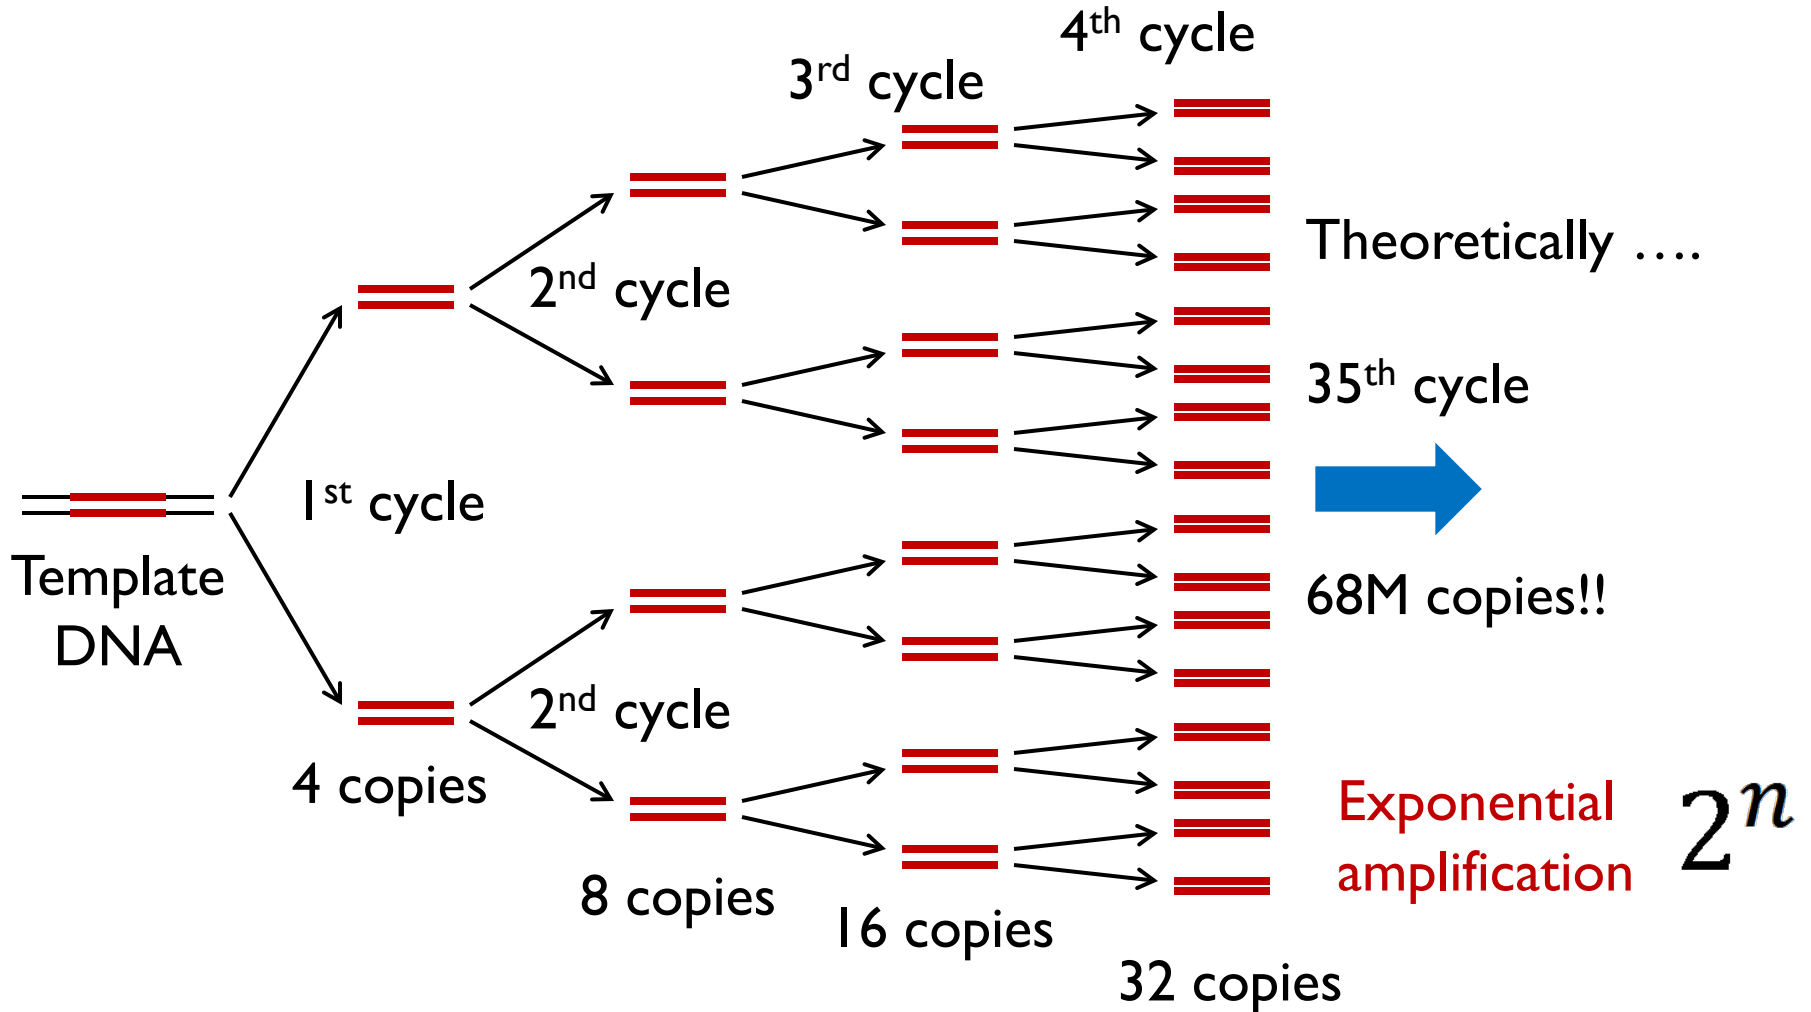 4th cycle
3rd cycle
Theoretically ….
2nd cycle
35th cycle
1st cycle
Template
DNA
68M copies!!
2nd cycle
4 copies
Exponential
amplification
2^n
8 copies
16 copies
32 copies